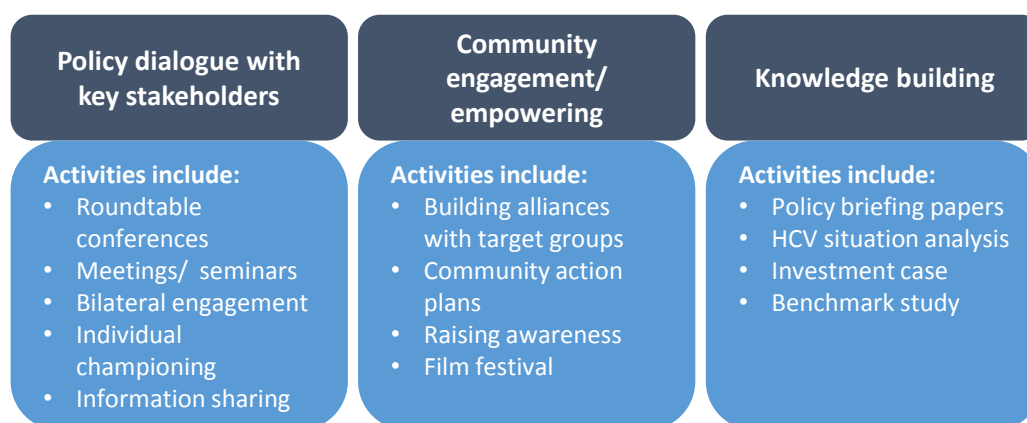 Policy dialogue with
key stakeholders
Activities include:
• Roundtable
conferences
• Meetings/ seminars
• Bilateral engagement
• Individual
championing
• Information sharing
Community
engagement/
empowering
Activities include:
• Building alliances
with target groups
• Community action
plans
• Raising awareness
• Film festival
Knowledge building
Activities include:
• Policy briefing papers
• HCV situation analysis
• Investment case
• Benchmark study